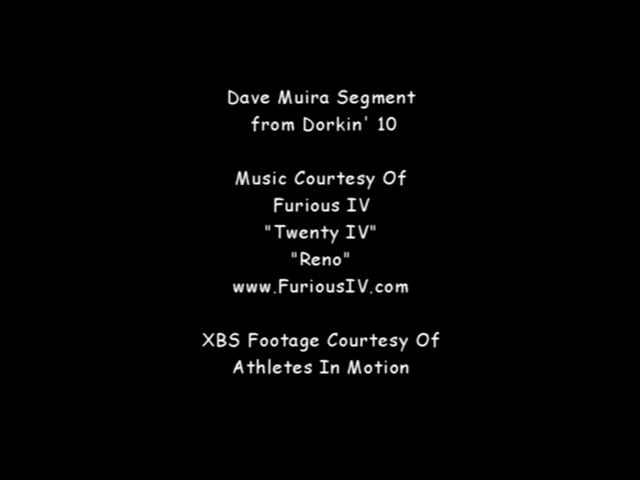 Dave Muira Segment
from Dorkin' 10
Music Courtesy Of
Furious IV
"Twenty IV"
"Reno"
www.FuriousIV.com
XBS Footage Courtesy Of
Athletes In Motion